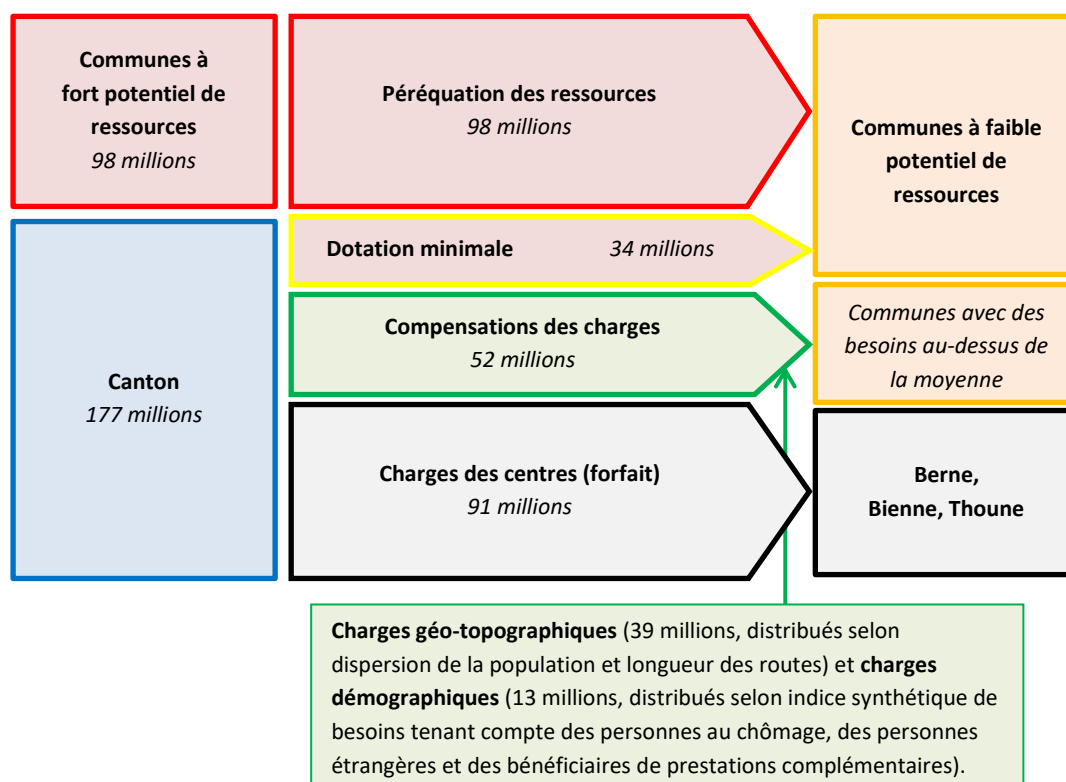 Communes à
fort potentiel de
ressources
98 millions
Péréquation des ressources
98 millions
Communes à faible
potentiel de
ressources
Dotation minimale 34 millions
Canton
177 millions
Compensations des charges
52 millions
Communes avec des
besoins au-dessus de
la moyenne
Charges des centres (forfait)
91 millions
Berne,
Bienne, Thoune
Charges géo-topographiques (39 millions, distribués selon
dispersion de la population et longueur des routes) et charges
démographiques (13 millions, distribués selon indice synthétique de
besoins tenant compte des personnes au chômage, des personnes
étrangères et des bénéficiaires de prestations complémentaires).